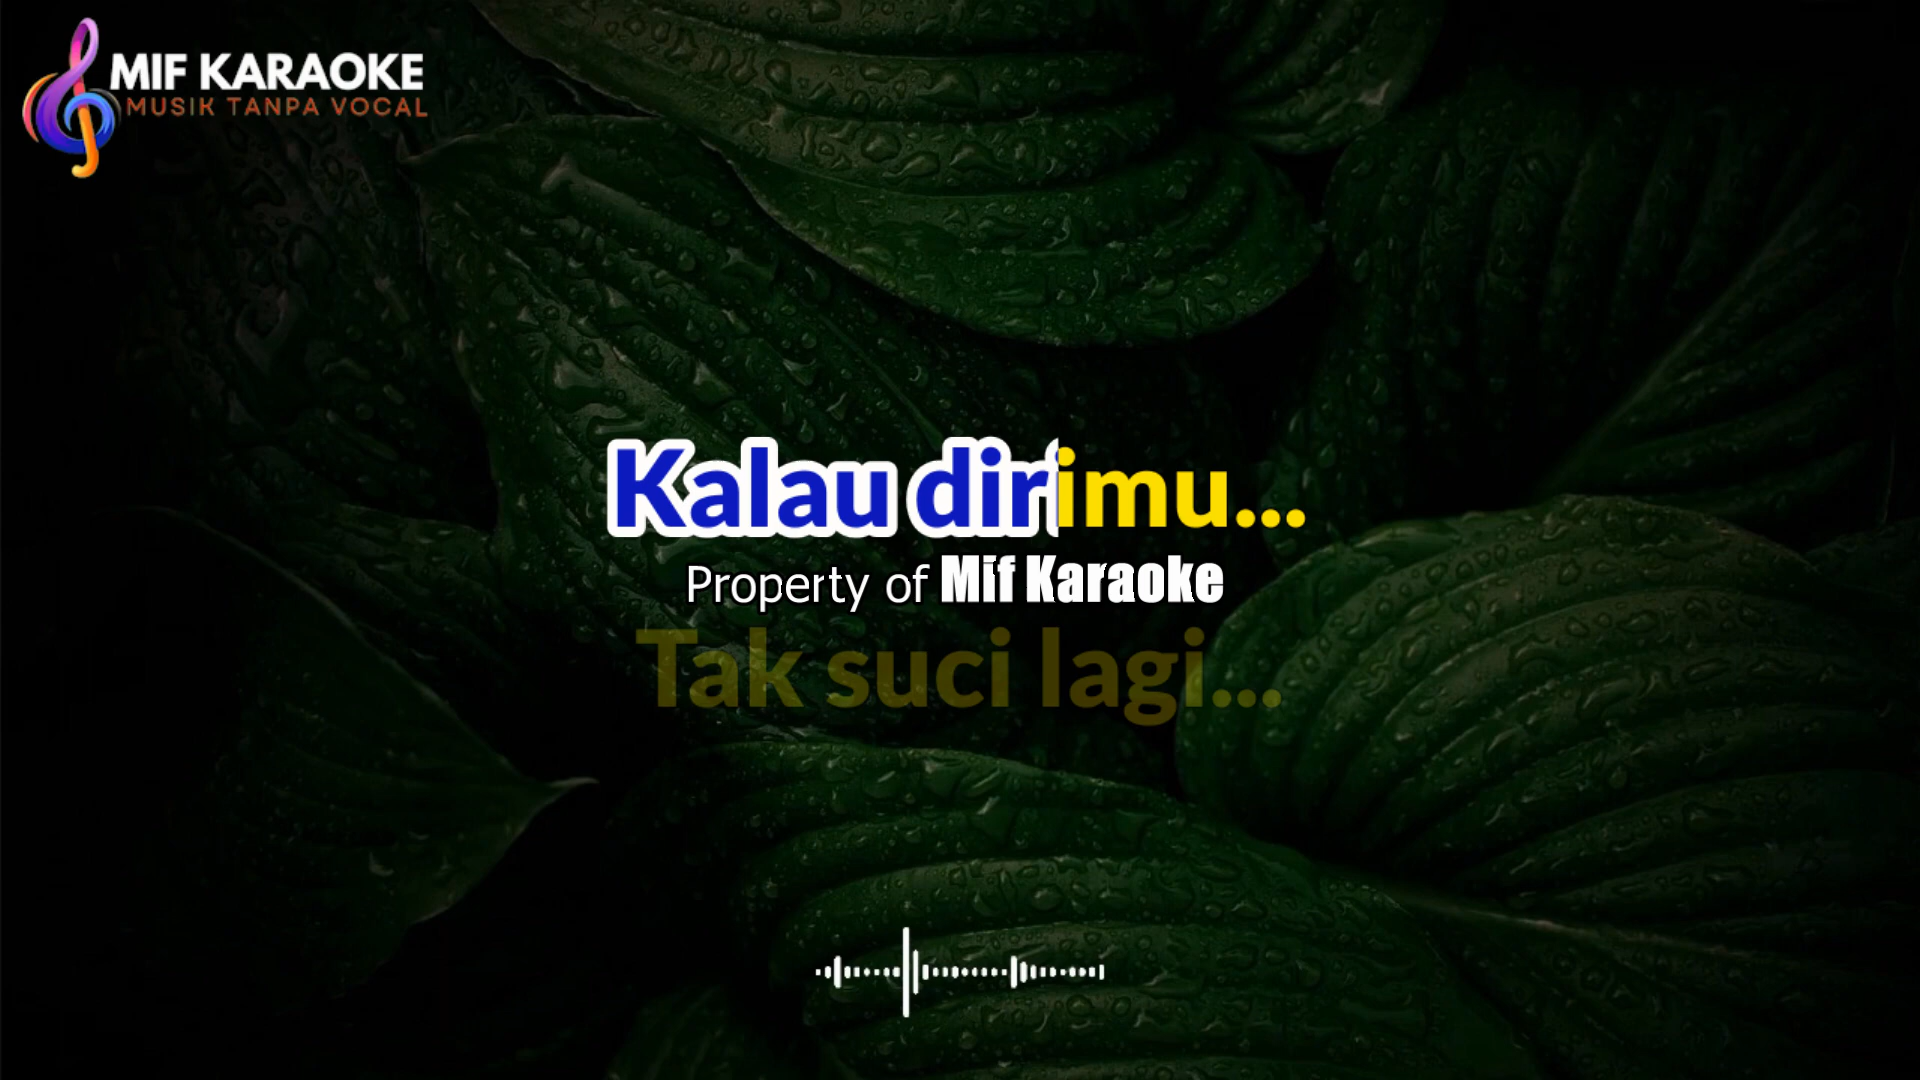 MIF KARAOKE
MUSIK TANPA VOCAL
Kalau dirimu...
Property of Mif Karaoke
Tak suci lagi...